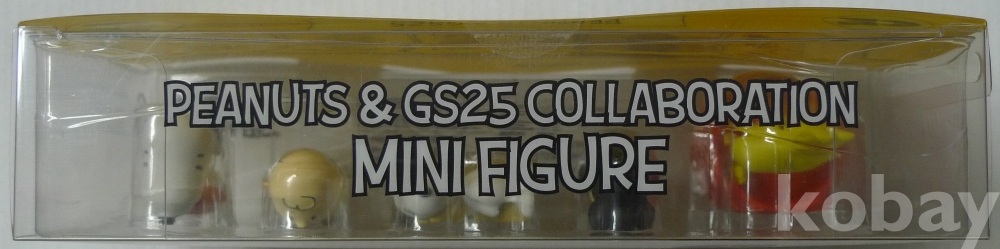 PEANUTS & GS25 COLLABORATION
MINI FIGURE
kobay